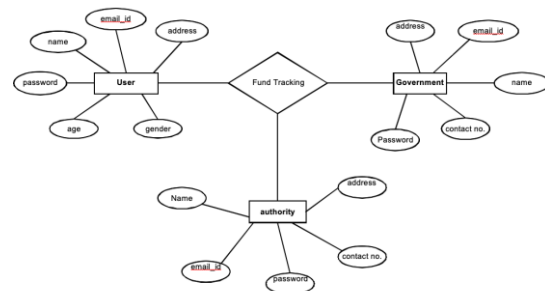 email_id
address
name
password
User
age
gender
Fund Tracking
address
email_id
Government
name
Password
contact no.
Name
address
authority
email_id
contact no.
password